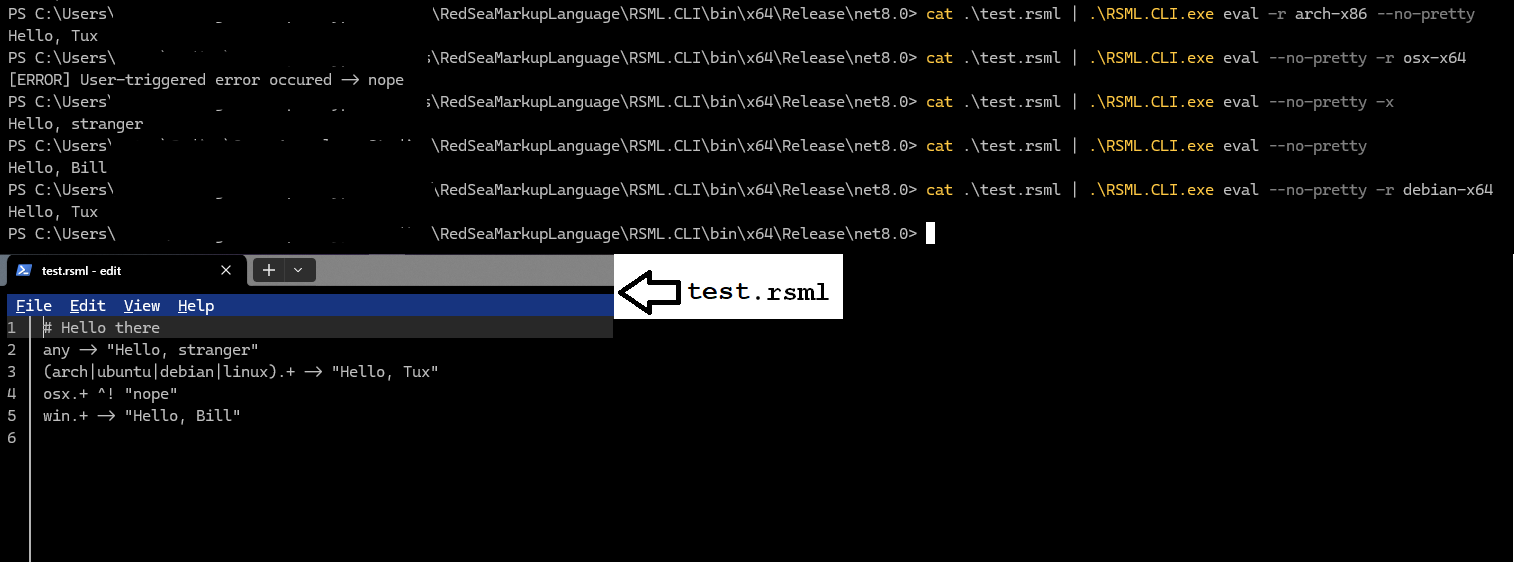 PS C:\Users\ \RedSeaMarkupLanguage\RSML.CLI\bin\x64\Release\net8.0> cat .\test.rsml | .\RSML.CLI.exe eval -r arch-x86 --no-pretty
Hello, Tux
PS C:\Users\ \RedSeaMarkupLanguage\RSML.CLI\bin\x64\Release\net8.0> cat .\test.rsml | .\RSML.CLI.exe eval --no-pretty -r osx-x64
[ERROR] User-triggered error occured -> nope
PS C:\Users\ s\RedSeaMarkupLanguage\RSML.CLI\bin\x64\Release\net8.0> cat .\test.rsml | .\RSML.CLI.exe eval --no-pretty -x
Hello, stranger
PS C:\Users\ \RedSeaMarkupLanguage\RSML.CLI\bin\x64\Release\net8.0> cat .\test.rsml | .\RSML.CLI.exe eval --no-pretty
Hello, Bill
PS C:\Users\ \RedSeaMarkupLanguage\RSML.CLI\bin\x64\Release\net8.0> cat .\test.rsml | .\RSML.CLI.exe eval --no-pretty -r debian-x64
Hello, Tux
PS C:\Users\ \RedSeaMarkupLanguage\RSML.CLI\bin\x64\Release\net8.0>
test.rsml - edit
test.rsml
File Edit View Help
1 # Hello there
2 any -> "Hello, stranger"
3 (arch|ubuntu|debian|linux).+ -> "Hello, Tux"
4 osx.+ ^! "nope"
5 win.+ -> "Hello, Bill"
6